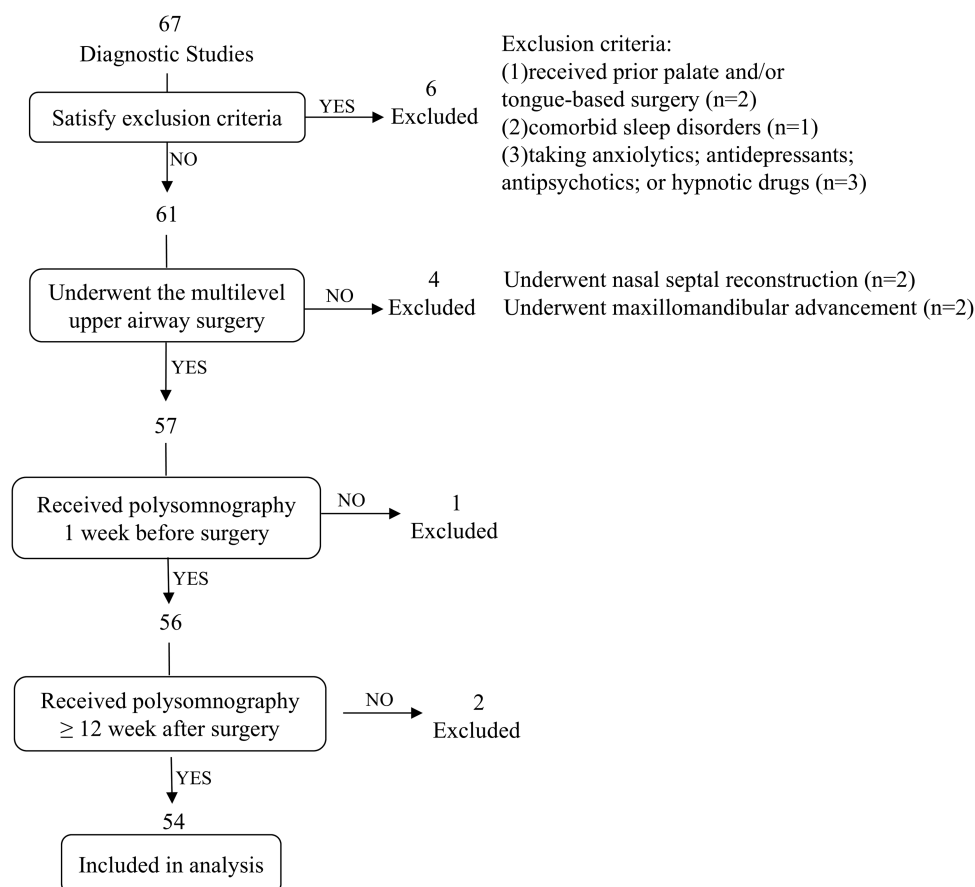 67
Diagnostic Studies
Exclusion criteria:
(1)received prior palate and/or
tongue-based surgery (n=2)
(2)comorbid sleep disorders (n=1)
(3)taking anxiolytics; antidepressants;
antipsychotics; or hypnotic drugs (n=3)
Satisfy exclusion criteria
YES
6
Excluded
NO
61
Underwent the multilevel
upper airway surgery
NO
4
Excluded
Underwent nasal septal reconstruction (n=2)
Underwent maxillomandibular advancement (n=2)
YES
57
Received polysomnography
1 week before surgery
NO
1
Excluded
YES
56
Received polysomnography
≥ 12 week after surgery
NO
2
Excluded
YES
54
Included in analysis